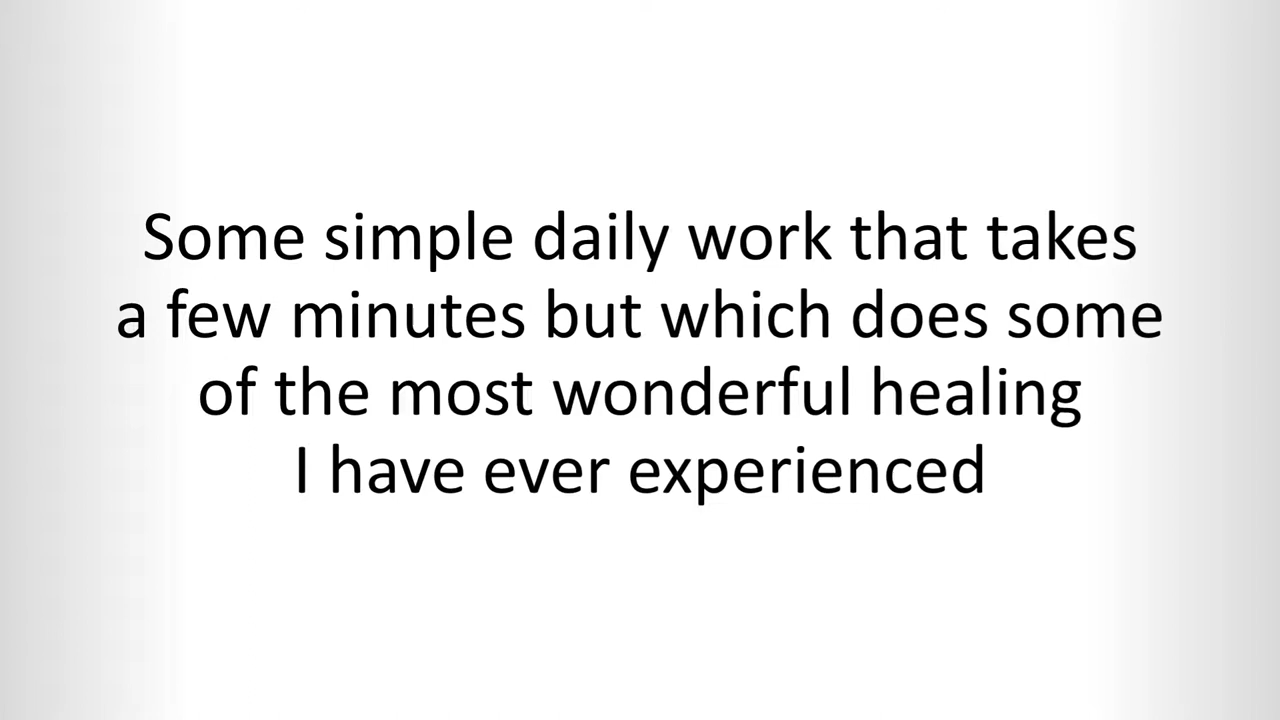 Some simple daily work that takes
a few minutes but which does some
of the most wonderful healing
I have ever experienced